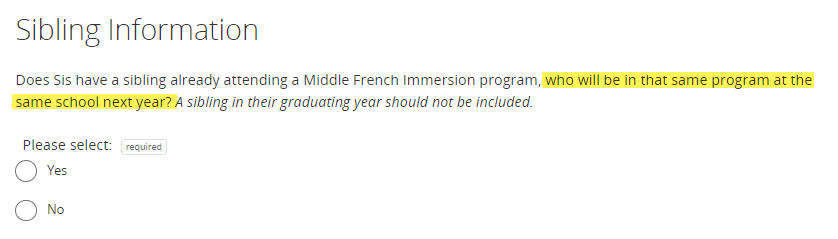 Sibling Information
Does Sis have a sibling already attending a Middle French Immersion program, who will be in that same program at the
same school next year? A sibling in their graduating year should not be included.
Please select: required
Yes
No